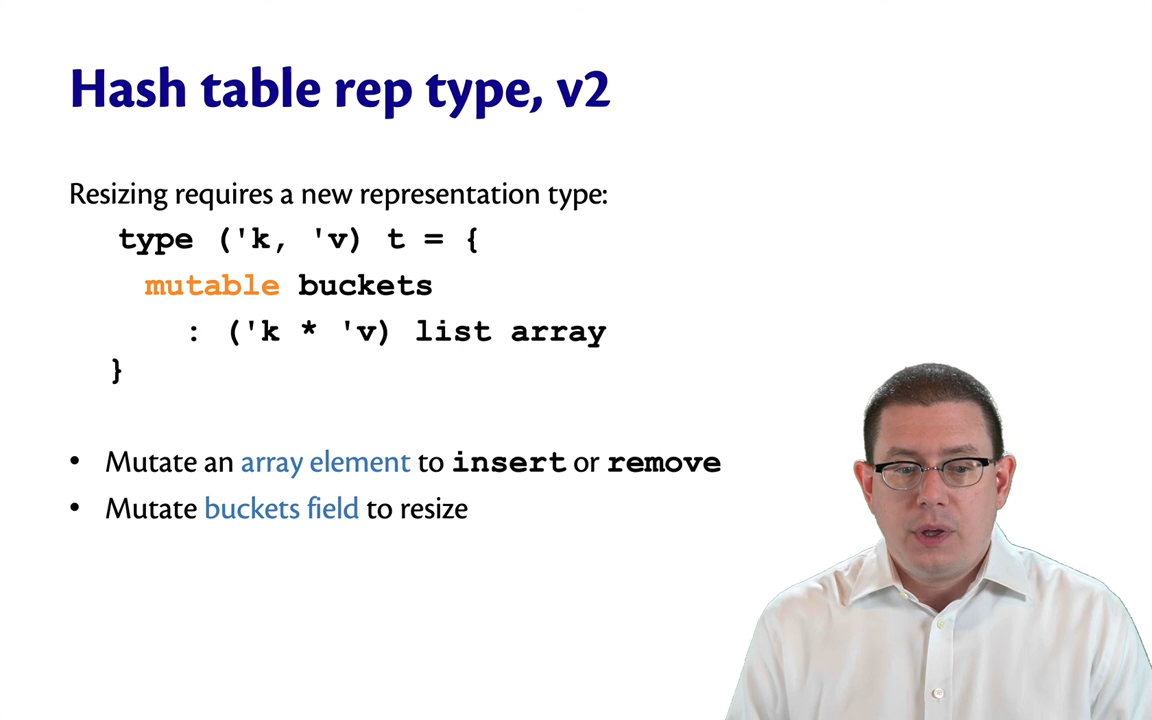 Hash table rep type, v2
Resizing requires a new representation type:
type ('k, 'v) t = {
mutable buckets
: ('k * 'v) list array
}
• Mutate an array element to insert or remove
• Mutate buckets field to resize